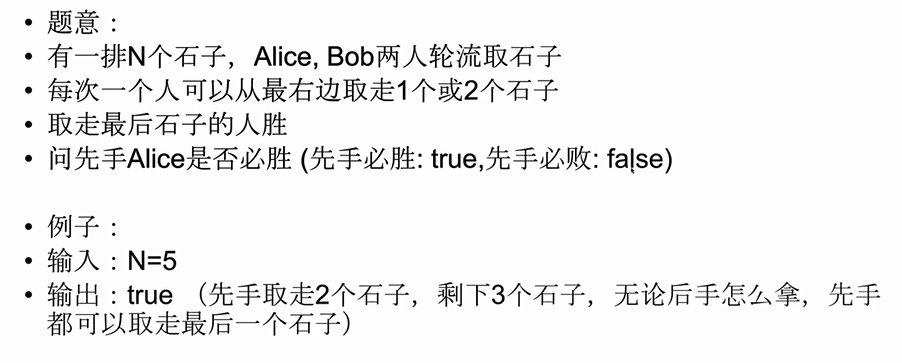 • 题意：
• 有一排N个石子，Alice, Bob两人轮流取石子
• 每次一个人可以从最右边取走1个或2个石子
• 取走最后石子的人胜
• 问先手Alice是否必胜 (先手必胜: true,先手必败: false)
• 例子：
• 输入：N=5
• 输出：true （先手取走2个石子，剩下3个石子，无论后手怎么拿，先手
都可以取走最后一个石子）